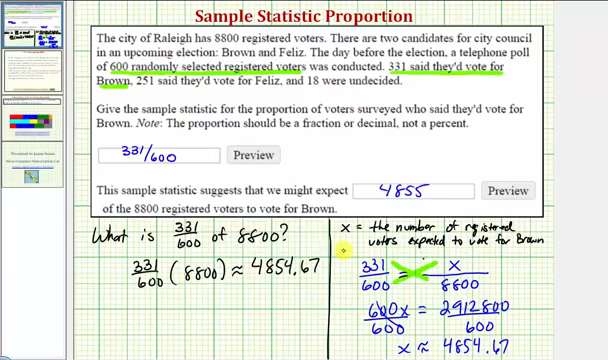 Sample Statistic Proportion
The city of Raleigh has 8800 registered voters. There are two candidates for city council
in an upcoming election: Brown and Feliz. The day before the election, a telephone poll
of 600 randomly selected registered voters was conducted. 331 said they'd vote for
Brown, 251 said they'd vote for Feliz, and 18 were undecided.
Give the sample statistic for the proportion of voters surveyed who said they'd vote for
Brown. Note: The proportion should be a fraction or decimal, not a percent.
331/600 Preview
This sample statistic suggests that we might expect 4855 Preview
of the 8800 registered voters to vote for Brown.
What is 331/600 of 8800?
331/600 (8800) ≈ 4854.67
x = the number of registered
voters expected to vote for Brown
331/600 = x/8800
600x/600 = 2912800/600
x ≈ 4854.67